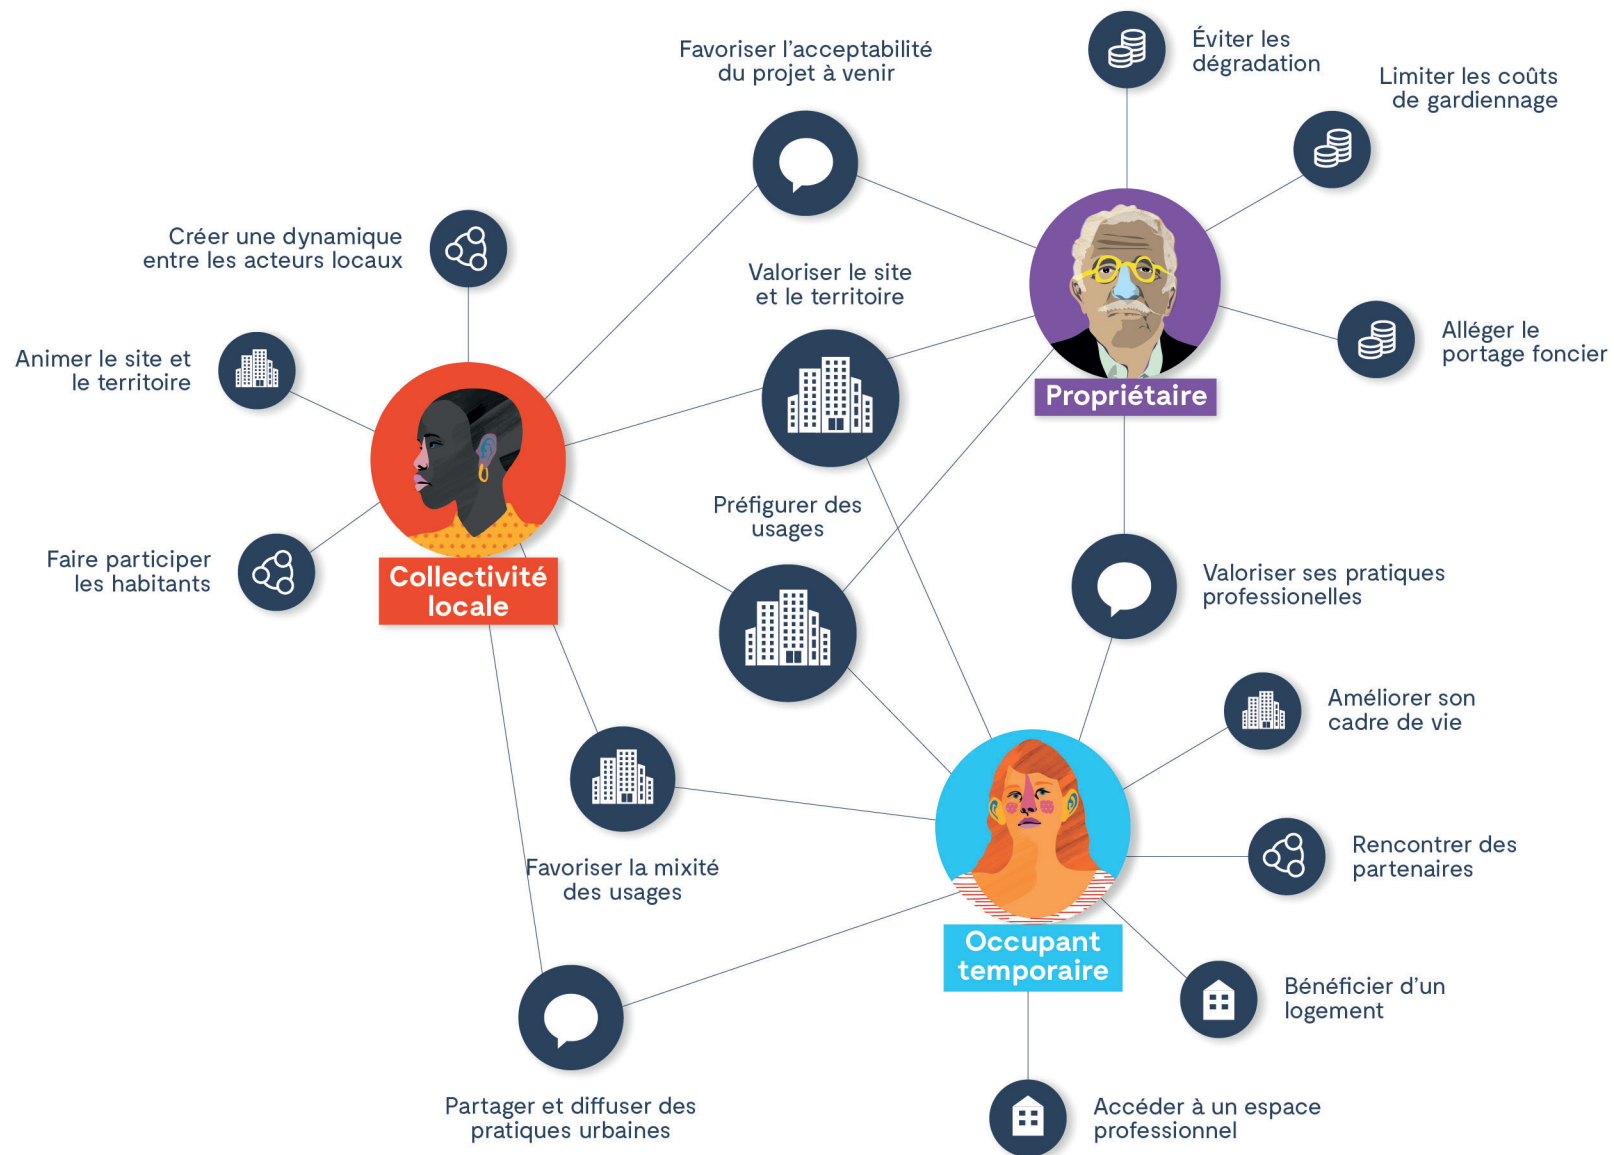 Favoriser l'acceptabilité
du projet à venir
Éviter les
dégradation
Limiter les coûts
de gardiennage
Créer une dynamique
entre les acteurs locaux
Valoriser le site
et le territoire
Animer le site et
le territoire
Alléger le
portage foncier
Propriétaire
Préfigurer des
usages
Faire participer
les habitants
Collectivité
locale
Valoriser ses pratiques
professionelles
Améliorer son
cadre de vie
Favoriser la mixité
des usages
Rencontrer des
partenaires
Occupant
temporaire
Bénéficier d'un
logement
Partager et diffuser des
pratiques urbaines
Accéder à un espace
professionnel